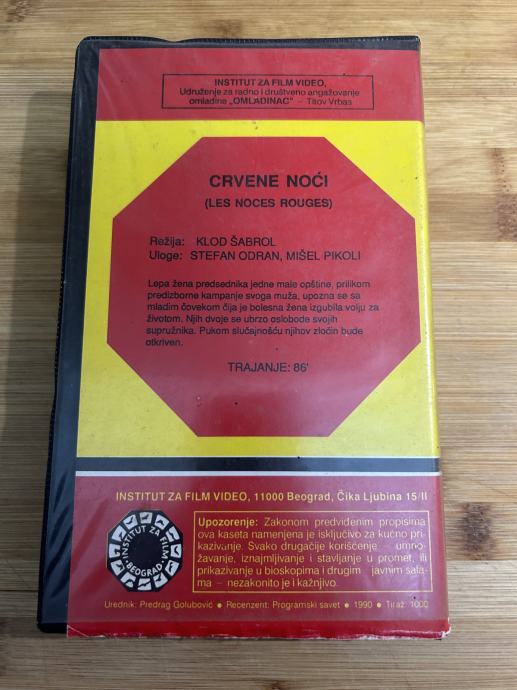 INSTITUT ZA FILM VIDEO,
Udruženje za radno i društveno angažovanje
omladine „OMLADINAC" – Titov Vrbas
CRVENE NOĆI
(LES NOCES ROUGES)
Režija: KLOD ŠABROL
Uloge: STEFAN ODRAN, MIŠEL PIKOLI
Lepa žena predsednika jedne male opštine, prilikom
predizborne kampanje svoga muža, upozna se sa
mladim čovekom čija je bolesna žena izgubila volju za
životom. Njih dvoje se ubrzo oslobode svojih
supružnika. Pukom slučajnošću njihov zločin bude
otkriven.
TRAJANJE: 86'
INSTITUT ZA FILM VIDEO, 11000 Beograd, Čika Ljubina 15/II
INSTITUT ZA FILM
BEOGRAD
Upozorenje: Zakonom predviđenim propisima
ova kaseta namenjena je isključivo za kućno pri-
kazivanje. Svako drugačije korišćenje – umno-
žavanje, iznajmljivanje i stavljanje u promet, ili
prikazivanje u bioskopima i drugim javnim sala-
ma – nezakonito je i kažnjivo.
Urednik: Predrag Golubović • Recenzent: Programski savet • 1990 • Tiraž: 1000